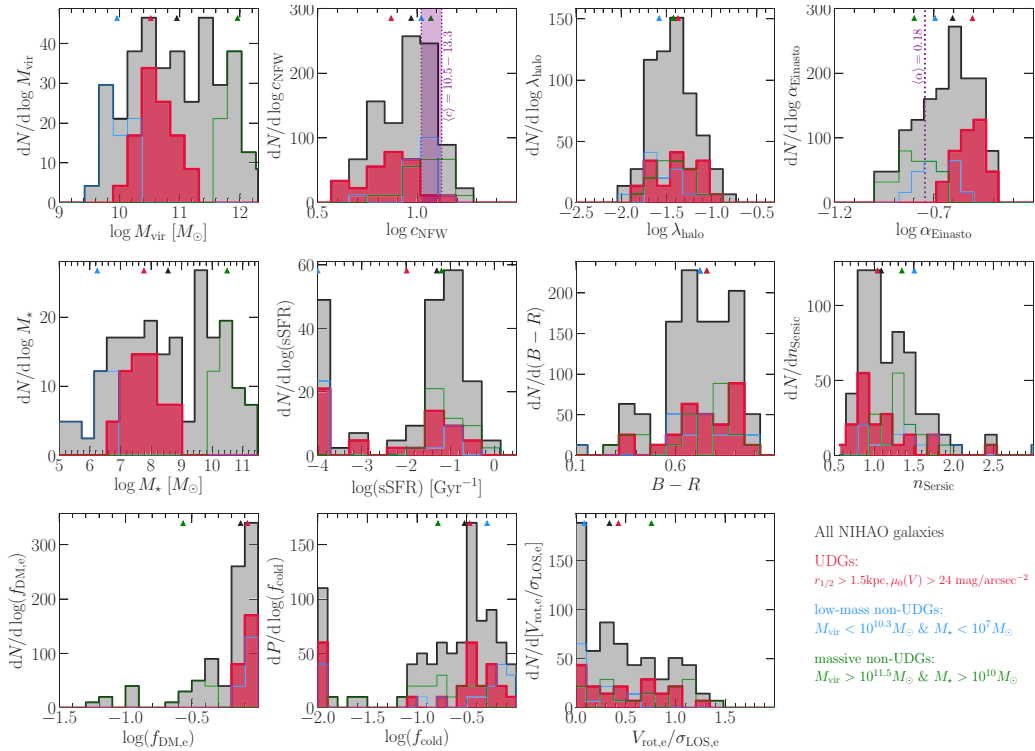 dN/d log M_vir
40
30
20
10
0
9
10
11
12
log M_vir [M_⊙]
dN/d log c_NFW
300
200
100
0
0.5
1.0
log c_NFW
⟨c⟩ = 10.5 − 13.3
dN/d log λ_halo
150
100
50
0
−2.5
−2.0
−1.5
−1.0
−0.5
log λ_halo
dN/d log α_Einasto
300
200
100
0
−1.2
−0.7
log α_Einasto
⟨α⟩ = 0.18
dN/d log M_⋆
20
10
0
5
6
7
8
9
10
11
log M_⋆ [M_⊙]
dN/d log(sSFR)
60
40
20
0
−4
−3
−2
−1
0
log(sSFR) [Gyr⁻¹]
dN/d(B − R)
200
150
100
50
0
0.1
0.6
B − R
dN/dn_Sersic
120
80
40
0
0.5
1.0
1.5
2.0
2.5
3.0
n_Sersic
dN/d log(f_DM,e)
300
200
100
0
−1.5
−1.0
−0.5
log(f_DM,e)
dP/d log(f_cold)
160
120
80
40
0
−2.0
−1.5
−1.0
−0.5
log(f_cold)
dN/d[V_rot,e/σ_LOS,e]
150
100
50
0
0.0
0.5
1.0
1.5
V_rot,e/σ_LOS,e
All NIHAO galaxies
UDGs:
r_1/2 > 1.5kpc, μ_0(V) > 24 mag/arcsec⁻²
low-mass non-UDGs:
M_vir < 10^10.3 M_⊙ & M_⋆ < 10^7 M_⊙
massive non-UDGs:
M_vir > 10^11.5 M_⊙ & M_⋆ > 10^10 M_⊙